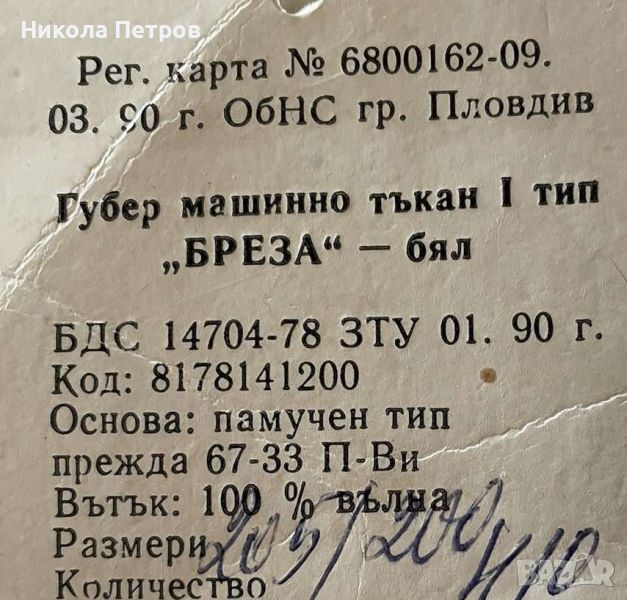 Никола Петров
Рег. карта № 6800162-09.
03. 90 г. ОбНС гр. Пловдив
Губер машинно тъкан I тип
„БРЕЗА“ — бял
БДС 14704-78 ЗТУ 01. 90 г.
Код: 8178141200
Основа: памучен тип
прежда 67-33 П-Ви
Вътък: 100 % вълна
Размери 205/200
Количество
BAZAR